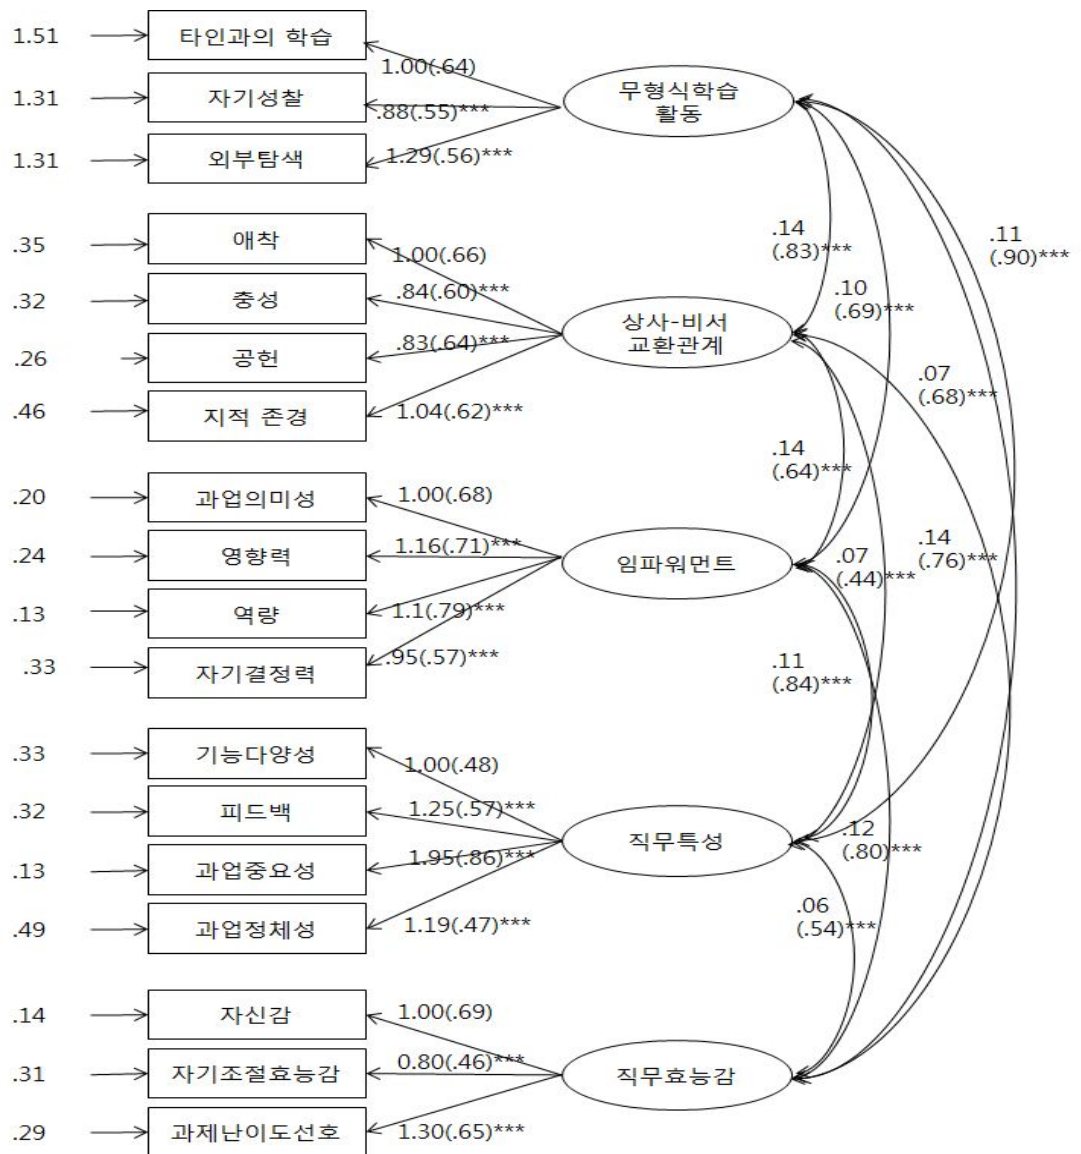 1.51
타인과의 학습
1.00(.64)
1.31
자기성찰
.88(.55)***
1.31
외부탐색
1.29(.56)***
무형식학습
활동
.35
애착
1.00(.66)
.32
충성
.84(.60)***
.26
공헌
.83(.64)***
.46
지적 존경
1.04(.62)***
상사-비서
교환관계
.20
과업의미성
1.00(.68)
.24
영향력
1.16(.71)***
.13
역량
1.1(.79)***
.33
자기결정력
.95(.57)***
임파워먼트
.33
기능다양성
1.00(.48)
.32
피드백
1.25(.57)***
.13
과업중요성
1.95(.86)***
.49
과업정체성
1.19(.47)***
직무특성
.14
자신감
1.00(.69)
.31
자기조절효능감
0.80(.46)***
.29
과제난이도선호
1.30(.65)***
직무효능감
.14
(.83)***
.11
(.90)***
.10
(.69)***
.07
(.68)***
.14
(.64)***
.14
(.76)***
.07
(.44)***
.11
(.84)***
.12
(.80)***
.06
(.54)***